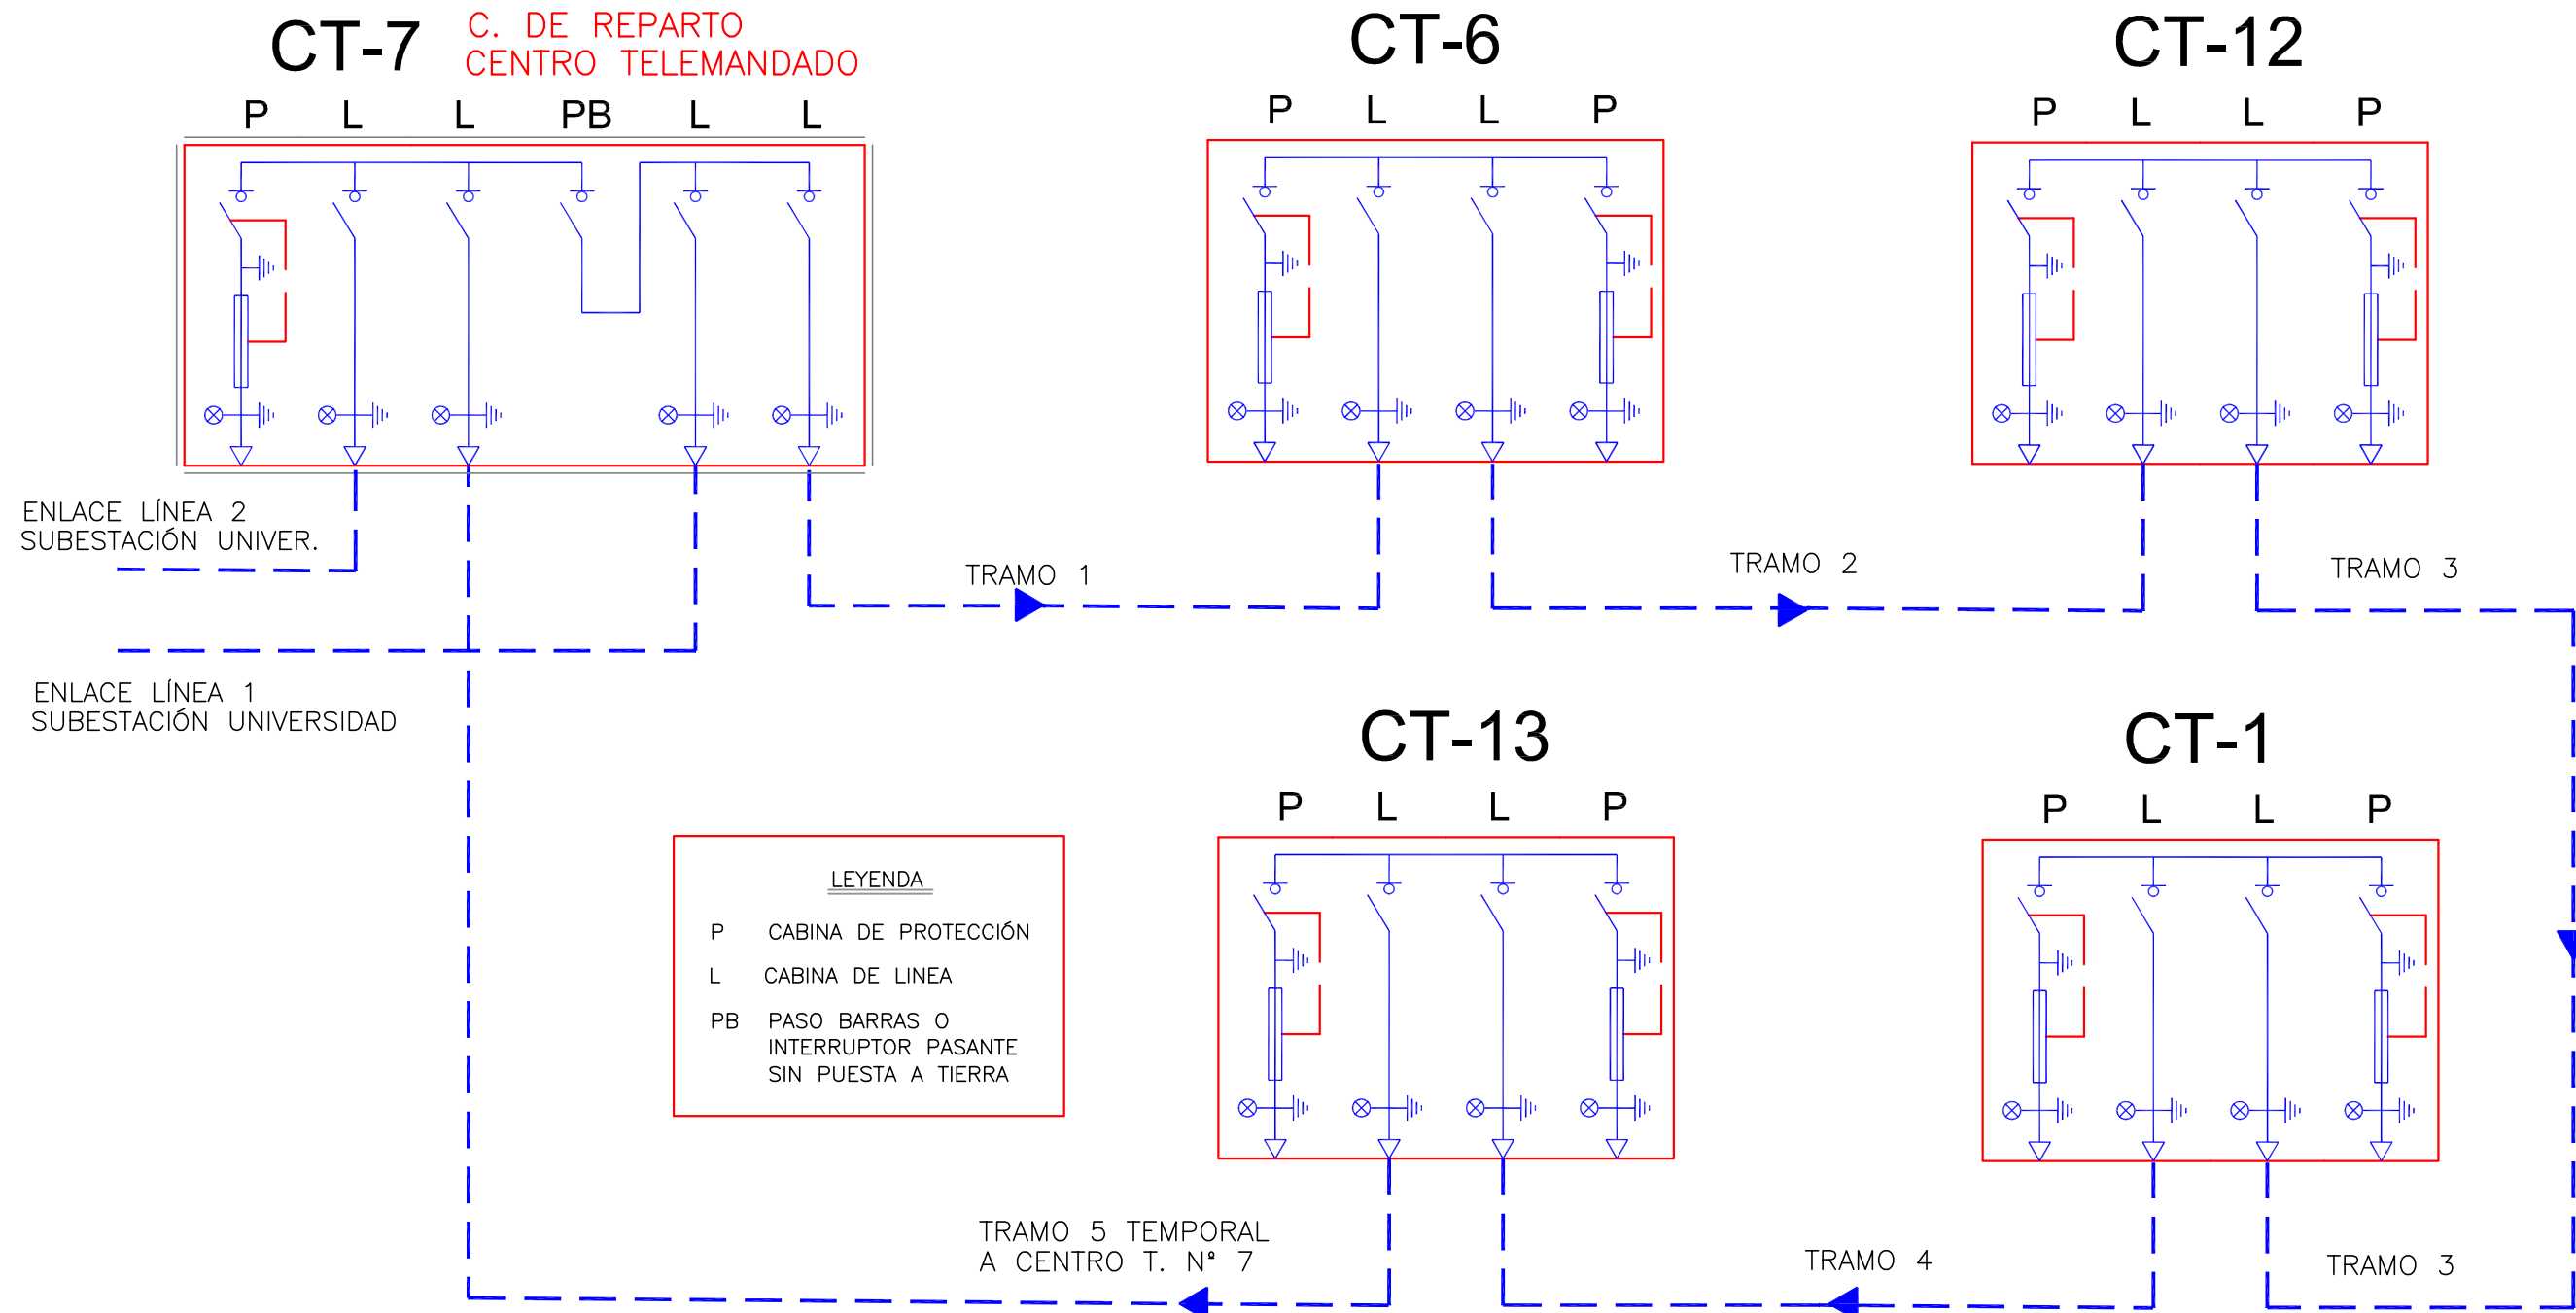 CT-7
C. DE REPARTO
CENTRO TELEMANDADO
CT-6
CT-12
P L L PB L L
P L L P
P L L P
ENLACE LÍNEA 2
SUBESTACIÓN UNIVER.
TRAMO 1
TRAMO 2
TRAMO 3
ENLACE LÍNEA 1
SUBESTACIÓN UNIVERSIDAD
CT-13
CT-1
P L L P
P L L P
LEYENDA
P CABINA DE PROTECCIÓN
L CABINA DE LINEA
PB PASO BARRAS O
INTERRUPTOR PASANTE
SIN PUESTA A TIERRA
TRAMO 5 TEMPORAL
A CENTRO T. Nº 7
TRAMO 4
TRAMO 3